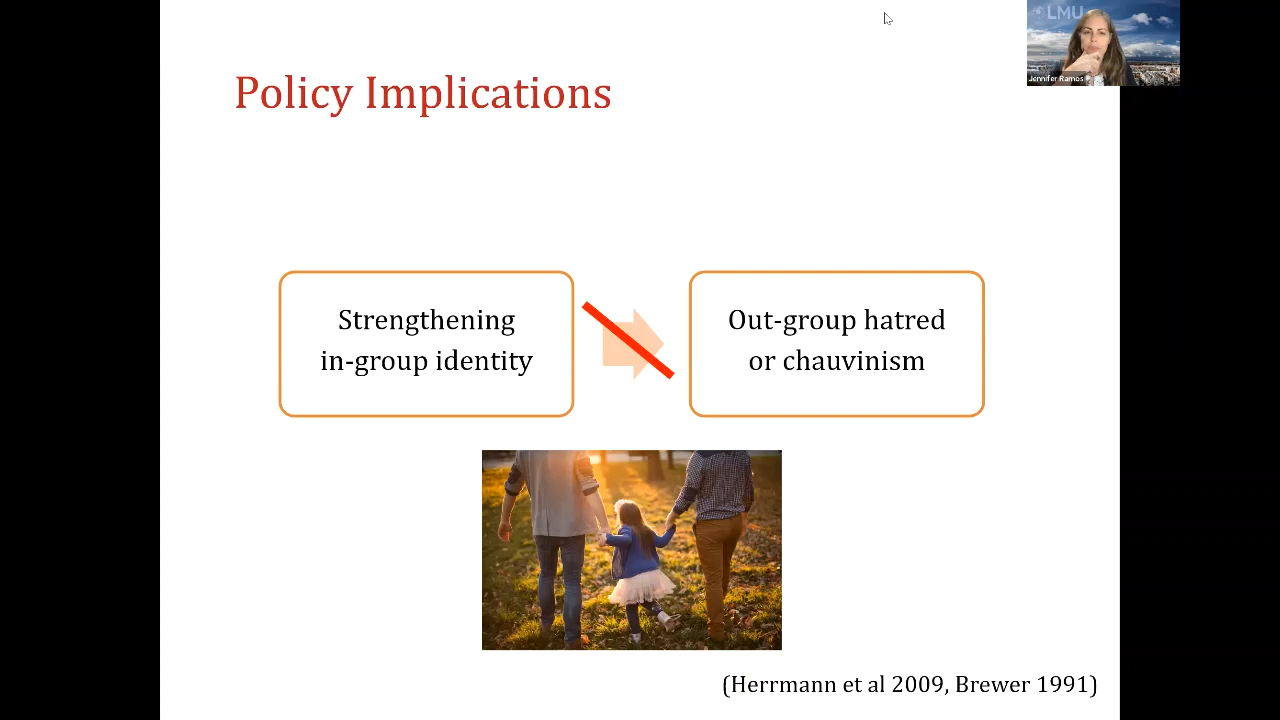 LMU
Jennifer Ramos
Policy Implications
Strengthening
in-group identity
Out-group hatred
or chauvinism
(Herrmann et al 2009, Brewer 1991)